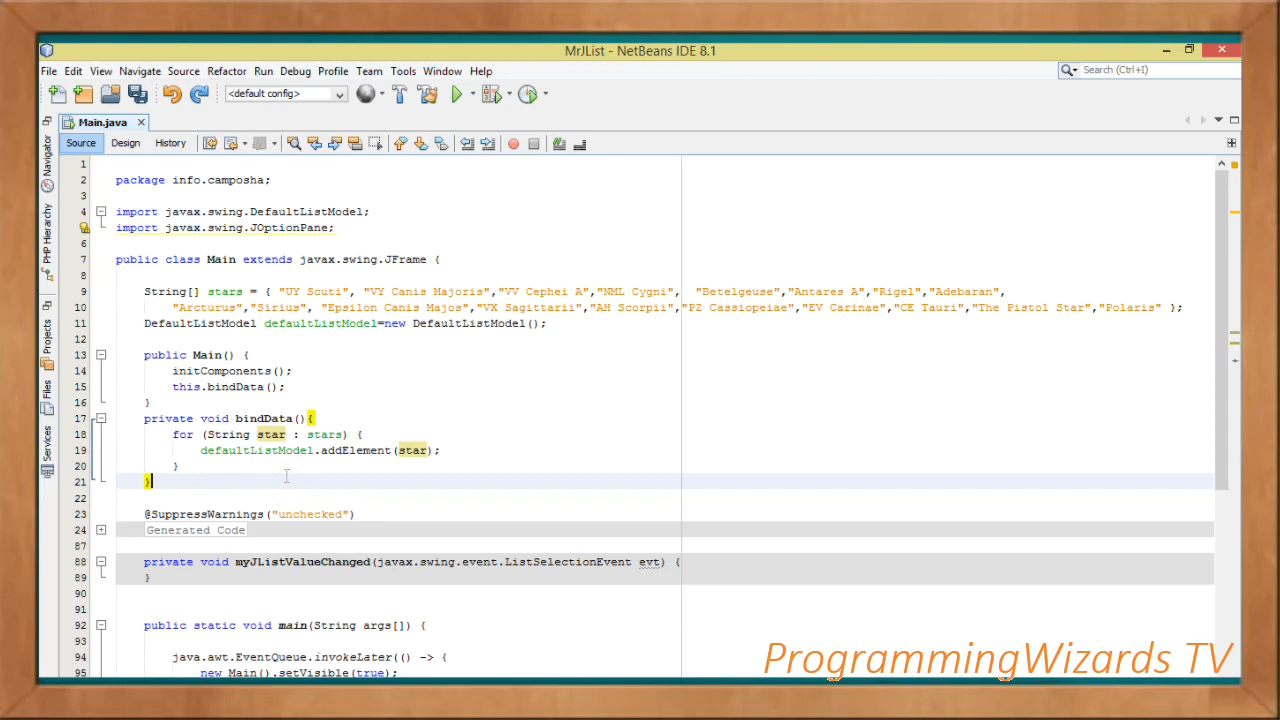 MrJList - NetBeans IDE 8.1
File Edit View Navigate Source Refactor Run Debug Profile Team Tools Window Help
Search (Ctrl+I)
<default config>
Main.java
Source Design History
Navigator
PHP Hierarchy
Projects
Files
Services
1
2 package info.camposha;
3
4 import javax.swing.DefaultListModel;
import javax.swing.JOptionPane;
6
7 public class Main extends javax.swing.JFrame {
8
9 String[] stars = { "UY Scuti", "VY Canis Majoris","VV Cephei A","NML Cygni", "Betelgeuse","Antares A","Rigel","Adebaran",
10 "Arcturus","Sirius", "Epsilon Canis Majos","VX Sagittarii","AH Scorpii","PZ Cassiopeiae","EV Carinae","CE Tauri","The Pistol Star","Polaris" };
11 DefaultListModel defaultListModel=new DefaultListModel();
12
13 public Main() {
14 initComponents();
15 this.bindData();
16 }
17 private void bindData(){
18 for (String star : stars) {
19 defaultListModel.addElement(star);
20 }
21 }
22
23 @SuppressWarnings("unchecked")
24 Generated Code
87
88 private void myJListValueChanged(javax.swing.event.ListSelectionEvent evt) {
89 }
90
91
92 public static void main(String args[]) {
93
94 java.awt.EventQueue.invokeLater(() -> {
95 new Main().setVisible(true);
ProgrammingWizards TV